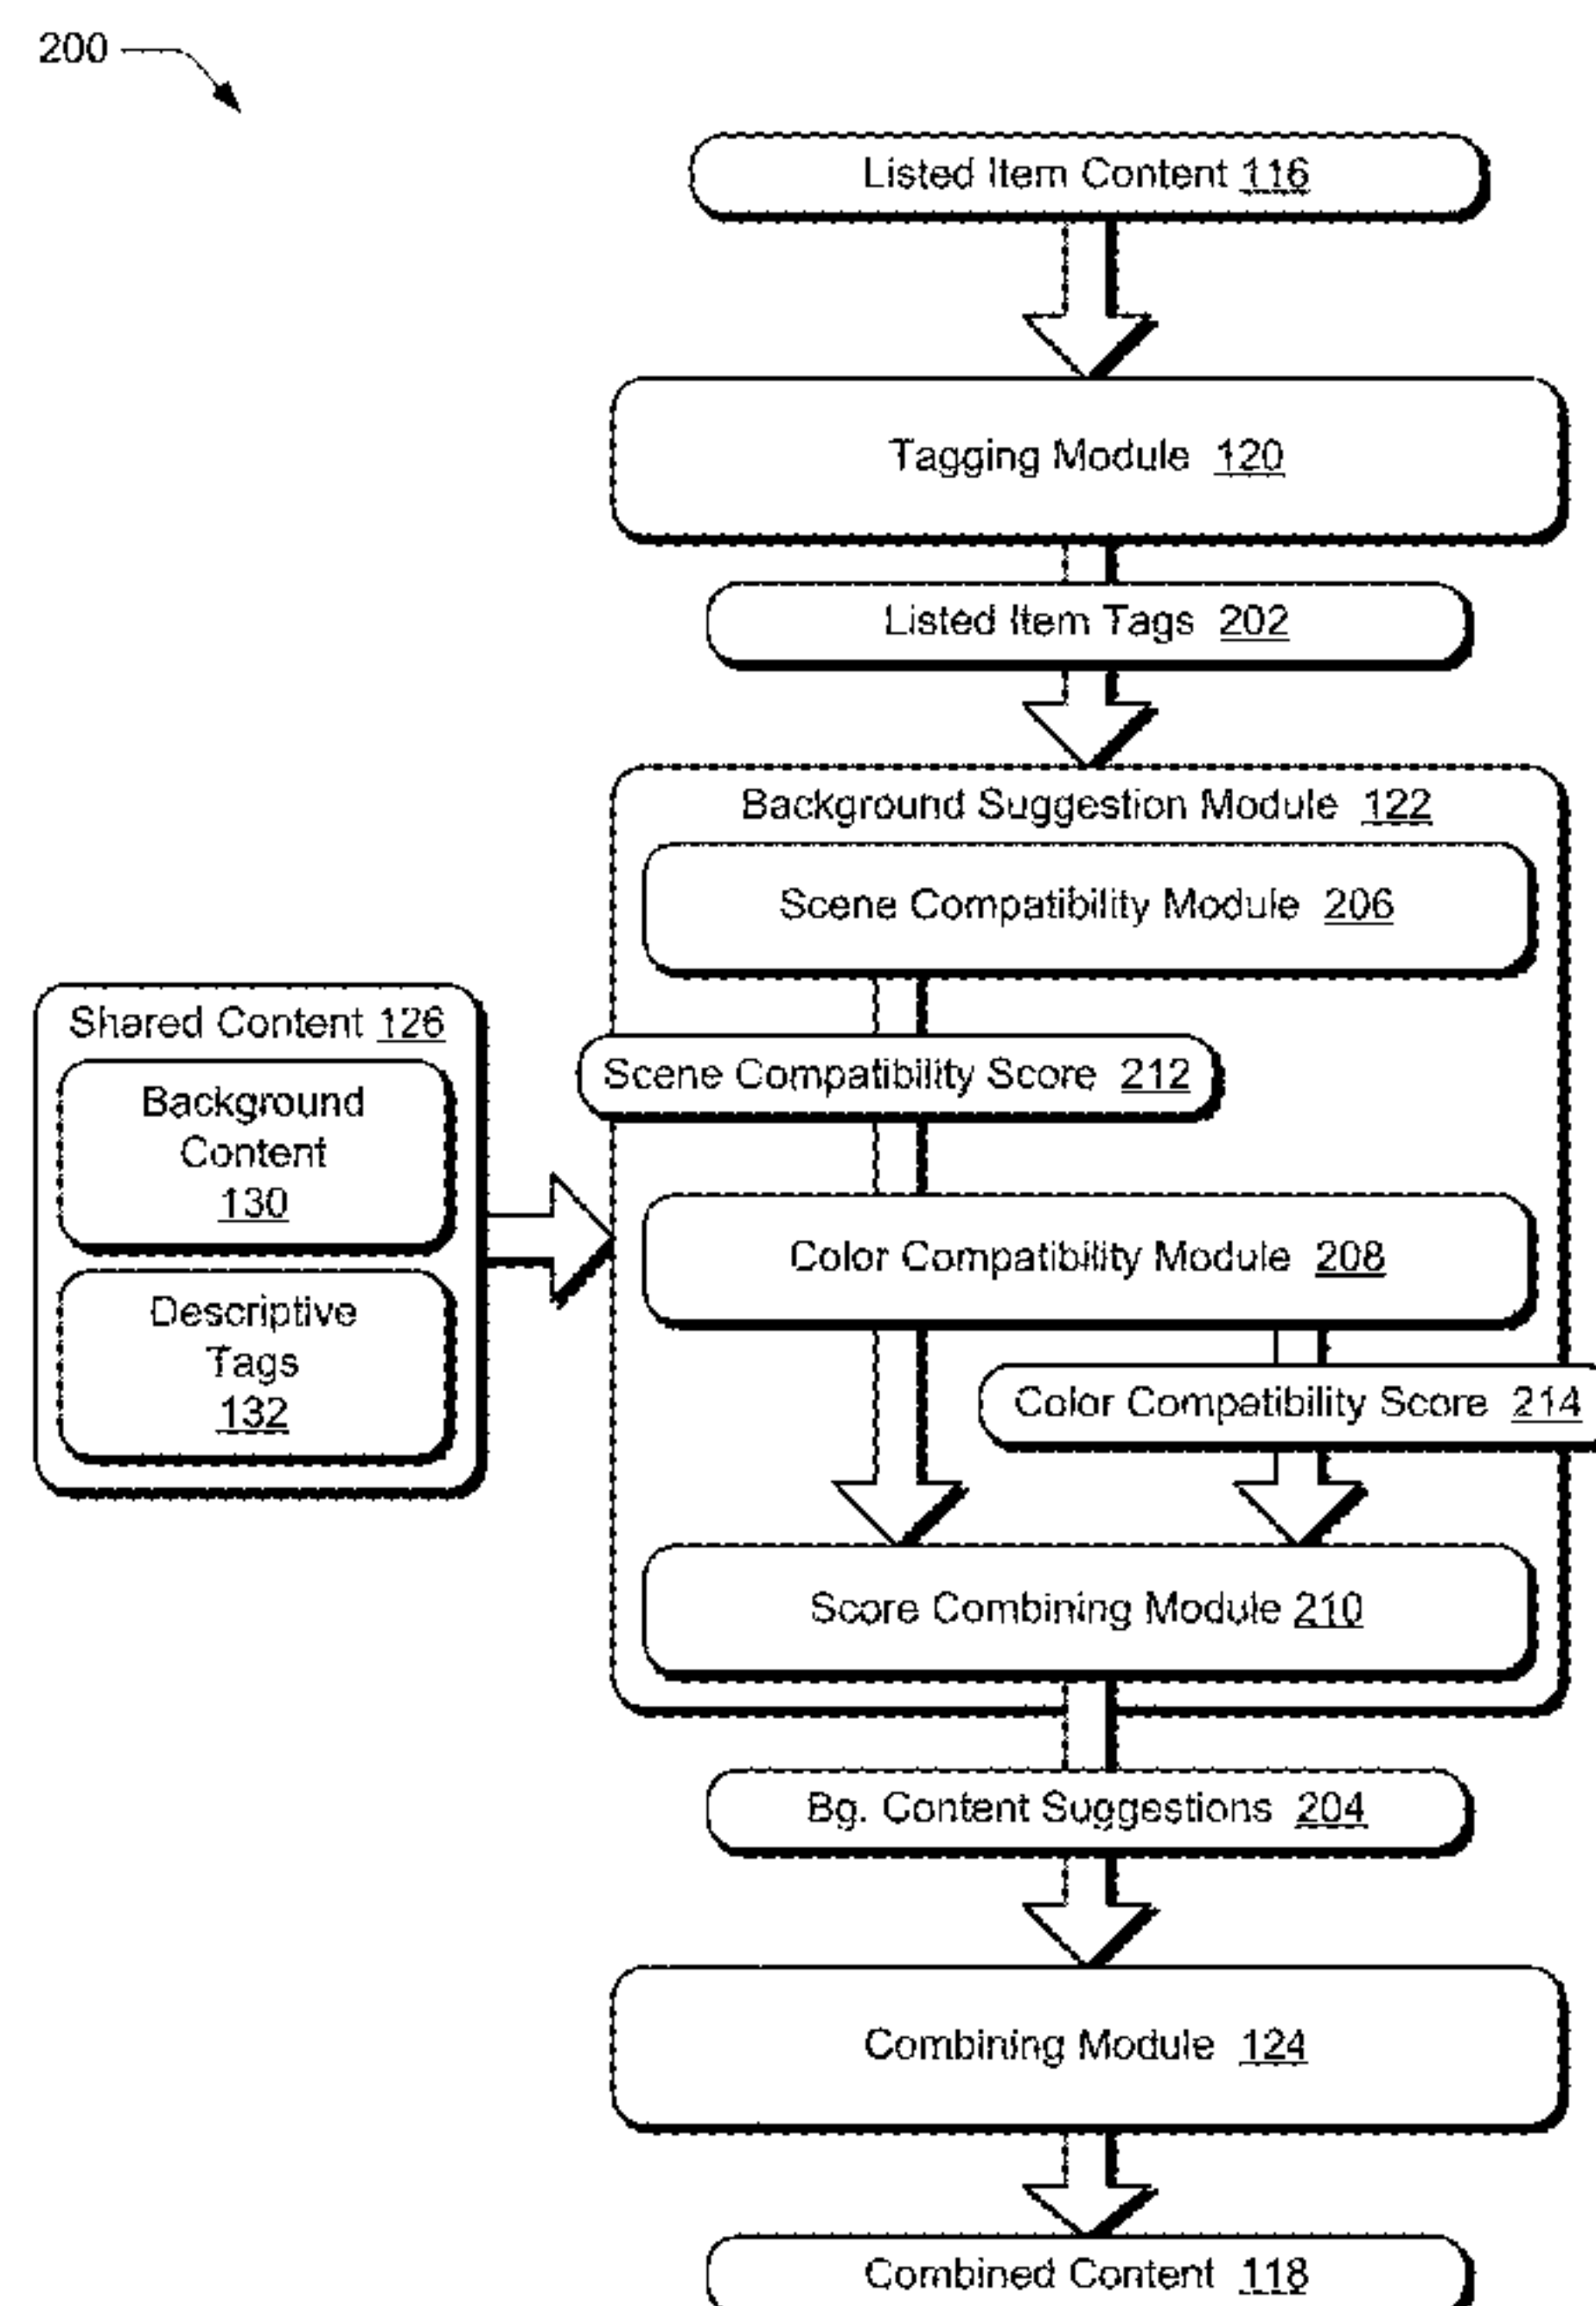 200
Listed Item Content 116
Tagging Module 120
Listed Item Tags 202
Background Suggestion Module 122
Scene Compatibility Module 206
Shared Content 126
Background
Content
130
Descriptive
Tags
132
Scene Compatibility Score 212
Color Compatibility Module 208
Color Compatibility Score 214
Score Combining Module 210
Bg. Content Suggestions 204
Combining Module 124
Combined Content 118